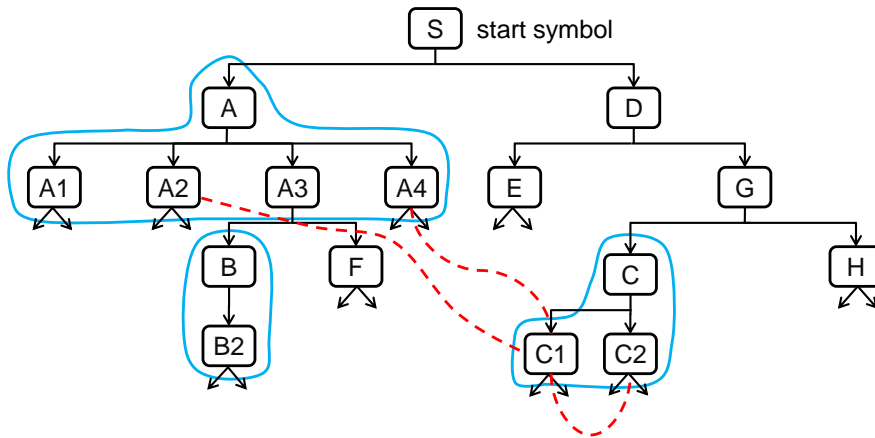 S start symbol
A D
A1 A2 A3 A4 E G
B F C H
B2 C1 C2